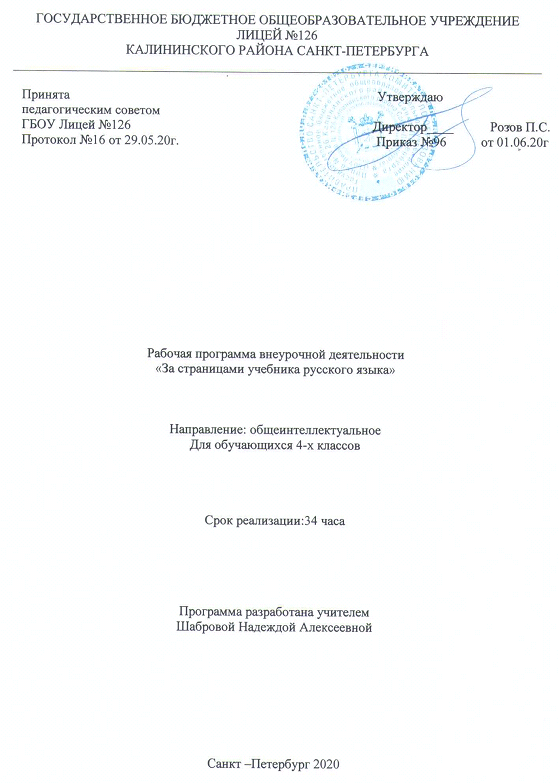 ГОСУДАРСТВЕННОЕ БЮДЖЕТНОЕ ОБЩЕОБРАЗОВАТЕЛЬНОЕ УЧРЕЖДЕНИЕ
ЛИЦЕЙ №126
КАЛИНИНСКОГО РАЙОНА САНКТ-ПЕТЕРБУРГА
Принята Утверждаю
педагогическим советом
ГБОУ Лицей №126 Директор Розов П.С.
Протокол №16 от 29.05.20г. Приказ №96 от 01.06.20г
Рабочая программа внеурочной деятельности
«За страницами учебника русского языка»
Направление: общеинтеллектуальное
Для обучающихся 4-х классов
Срок реализации:34 часа
Программа разработана учителем
Шабровой Надеждой Алексеевной
Санкт –Петербург 2020